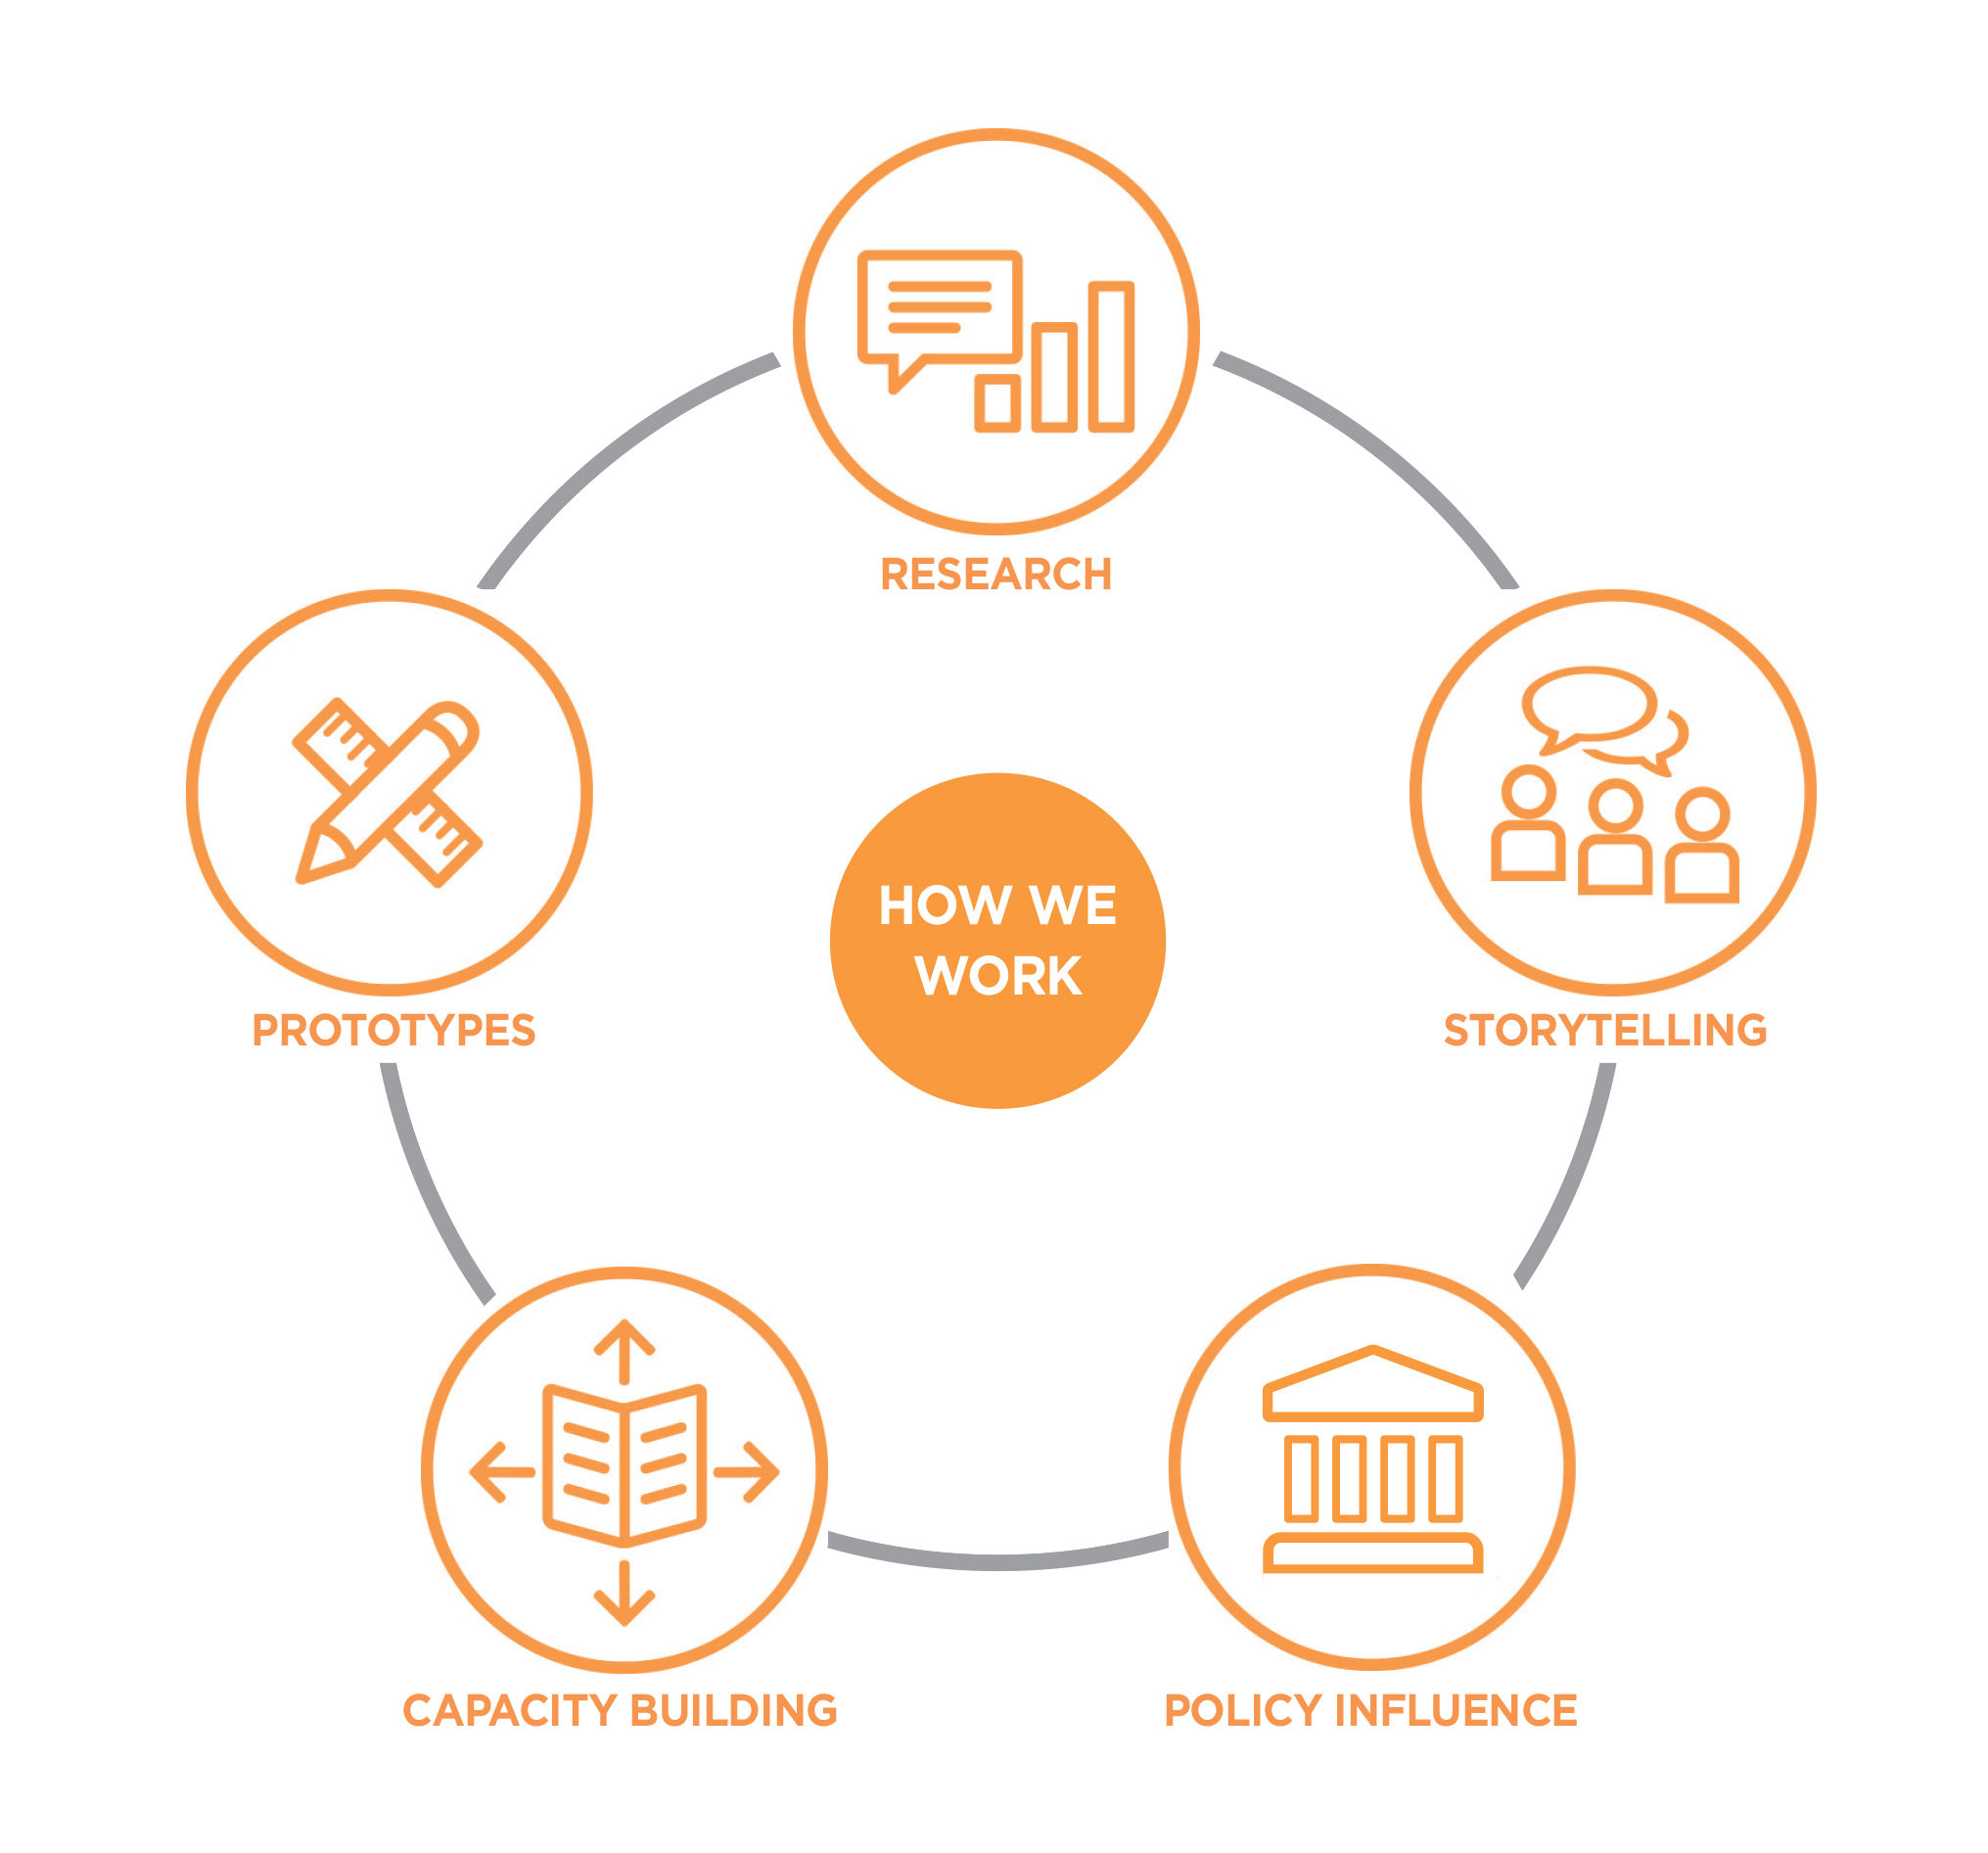 RESEARCH
PROTOTYPES
HOW WE
WORK
STORYTELLING
CAPACITY BUILDING
POLICY INFLUENCE